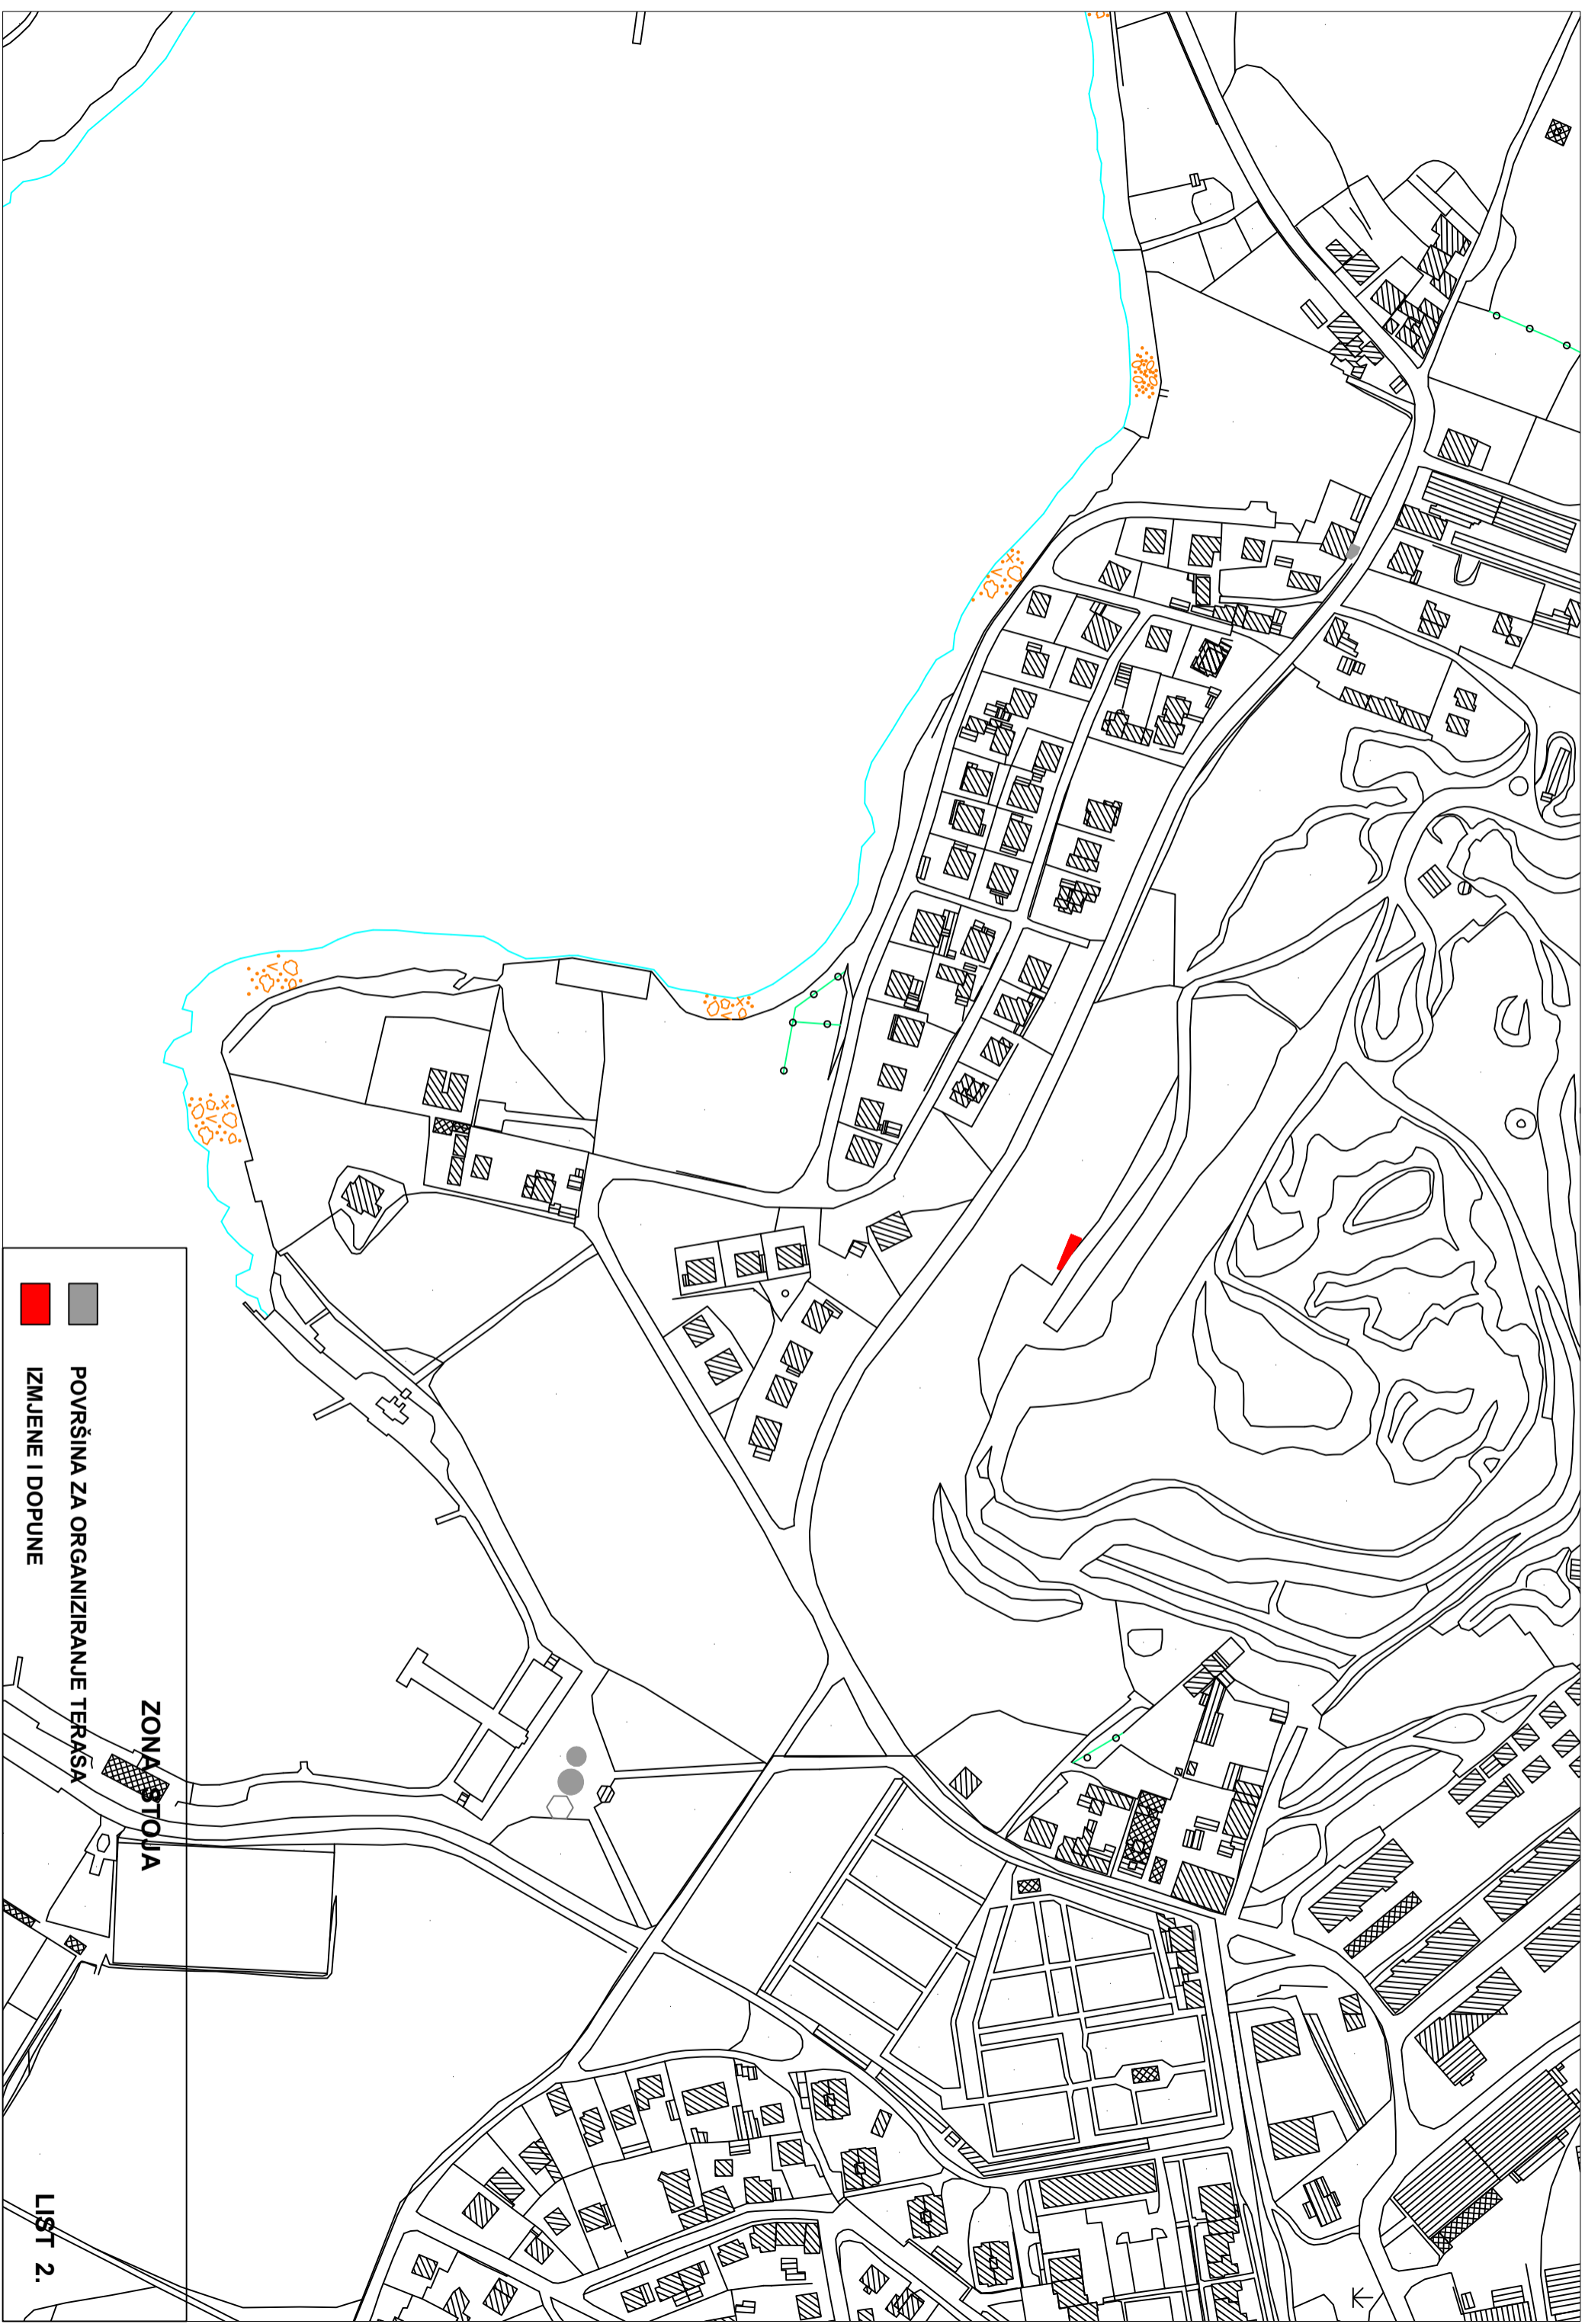 ZONA STOJA
POVRŠINA ZA ORGANIZIRANJE TERASA
IZMJENE I DOPUNE
LIST 2.